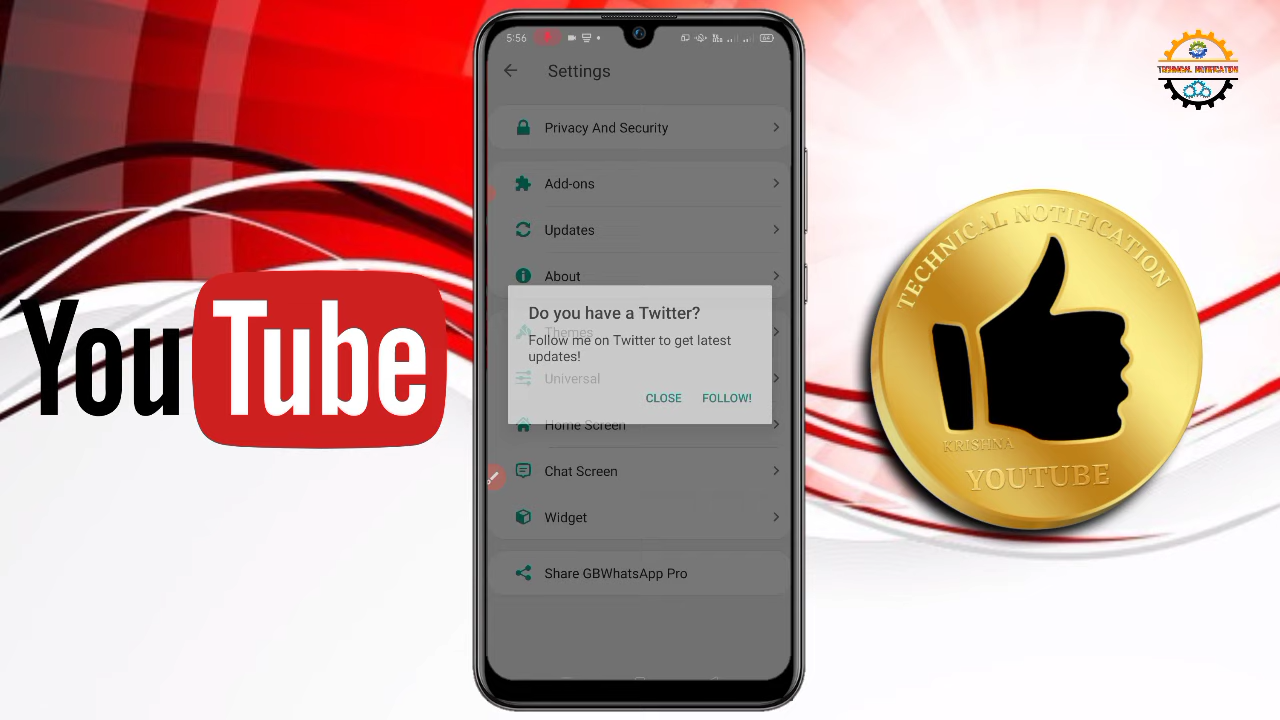 5:56
Settings
Privacy And Security
Add-ons
Updates
About
Do you have a Twitter?
Themes
Follow me on Twitter to get latest
updates!
Universal
CLOSE FOLLOW!
Home Screen
Chat Screen
Widget
Share GBWhatsApp Pro
YouTube
TECHNICAL NOTIFICATION
TECHNICAL NOTIFICATION
KRISHNA
YOUTUBE